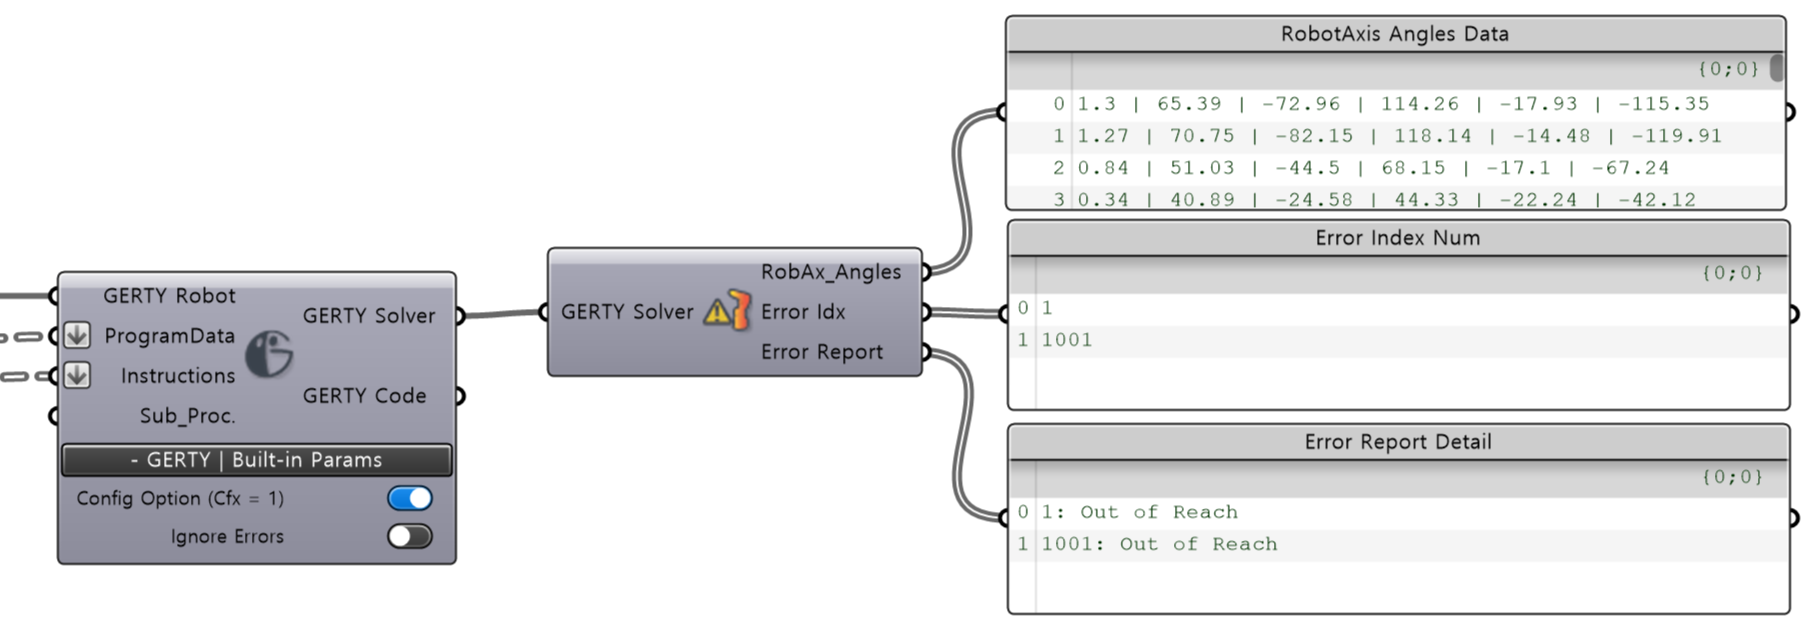 GERTY Robot
ProgramData
Instructions
Sub_Proc.
GERTY Solver
GERTY Code
- GERTY | Built-in Params
Config Option (Cfx = 1)
Ignore Errors
GERTY Solver
RobAx_Angles
Error Idx
Error Report
RobotAxis Angles Data
{0;0}
0 1.3 | 65.39 | -72.96 | 114.26 | -17.93 | -115.35
1 1.27 | 70.75 | -82.15 | 118.14 | -14.48 | -119.91
2 0.84 | 51.03 | -44.5 | 68.15 | -17.1 | -67.24
3 0.34 | 40.89 | -24.58 | 44.33 | -22.24 | -42.12
Error Index Num
{0;0}
0 1
1 1001
Error Report Detail
{0;0}
0 1: Out of Reach
1 1001: Out of Reach